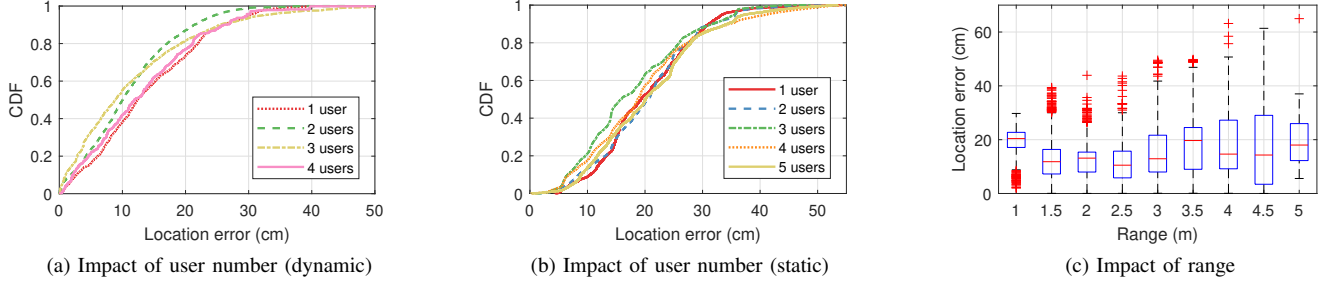 1
0.8
0.6
0.4
0.2
0
CDF
1 user
2 users
3 users
4 users
0 10 20 30 40 50
Location error (cm)
(a) Impact of user number (dynamic)
1
0.8
0.6
0.4
0.2
0
CDF
1 user
2 users
3 users
4 users
5 users
0 10 20 30 40 50
Location error (cm)
(b) Impact of user number (static)
60
40
20
0
Location error (cm)
1 1.5 2 2.5 3 3.5 4 4.5 5
Range (m)
(c) Impact of range